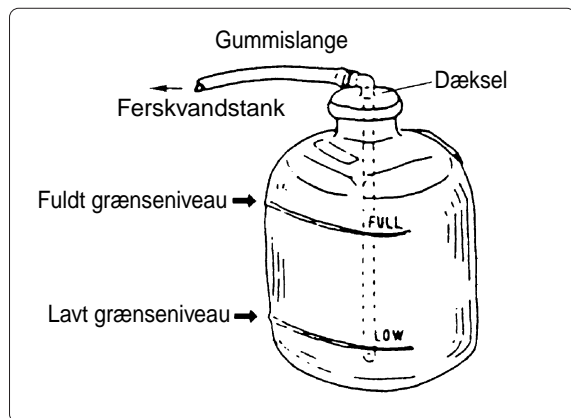 Gummislange
Dæksel
Ferskvandstank
Fuldt grænseniveau
FULL
Lavt grænseniveau
LOW